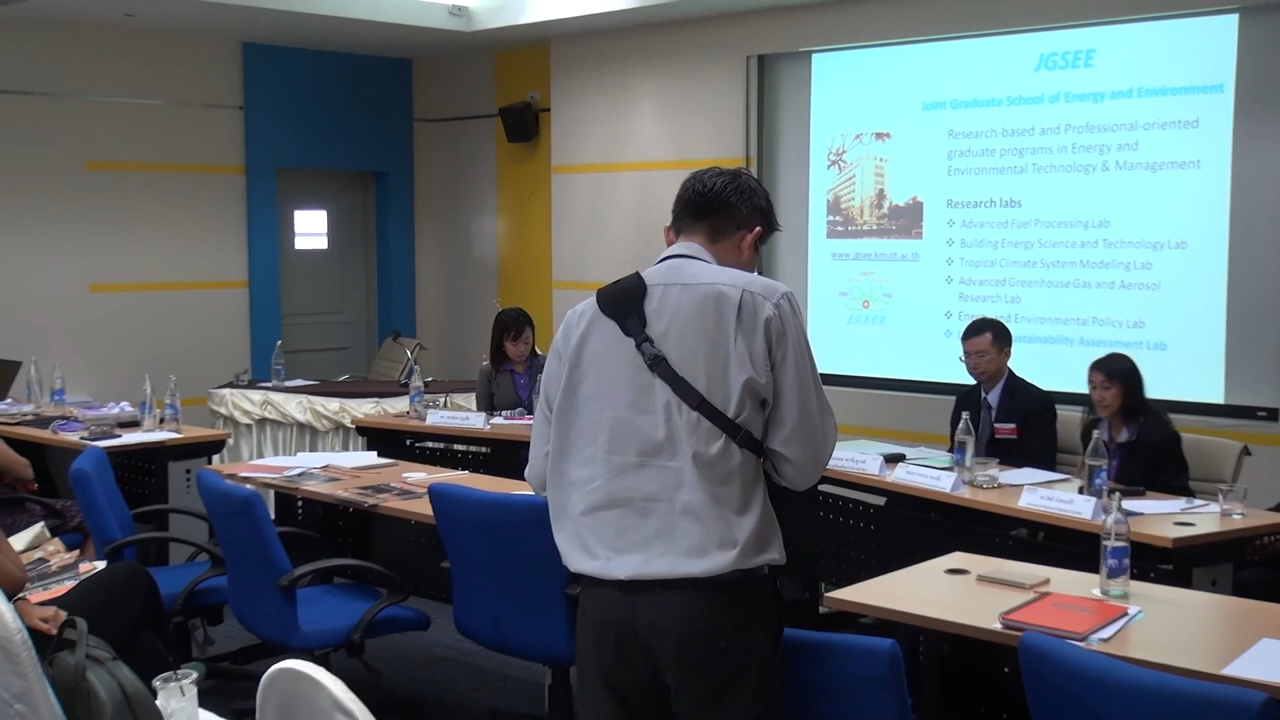 JGSEE
Joint Graduate School of Energy and Environment
Research-based and Professional-oriented
graduate programs in Energy and
Environmental Technology & Management
Research labs
Advanced Fuel Processing Lab
Building Energy Science and Technology Lab
Tropical Climate System Modeling Lab
Advanced Greenhouse Gas and Aerosol
Research Lab
Energy and Environmental Policy Lab
Sustainability Assessment Lab
www.jgsee.kmutt.ac.th
KMUTT
JGSEE